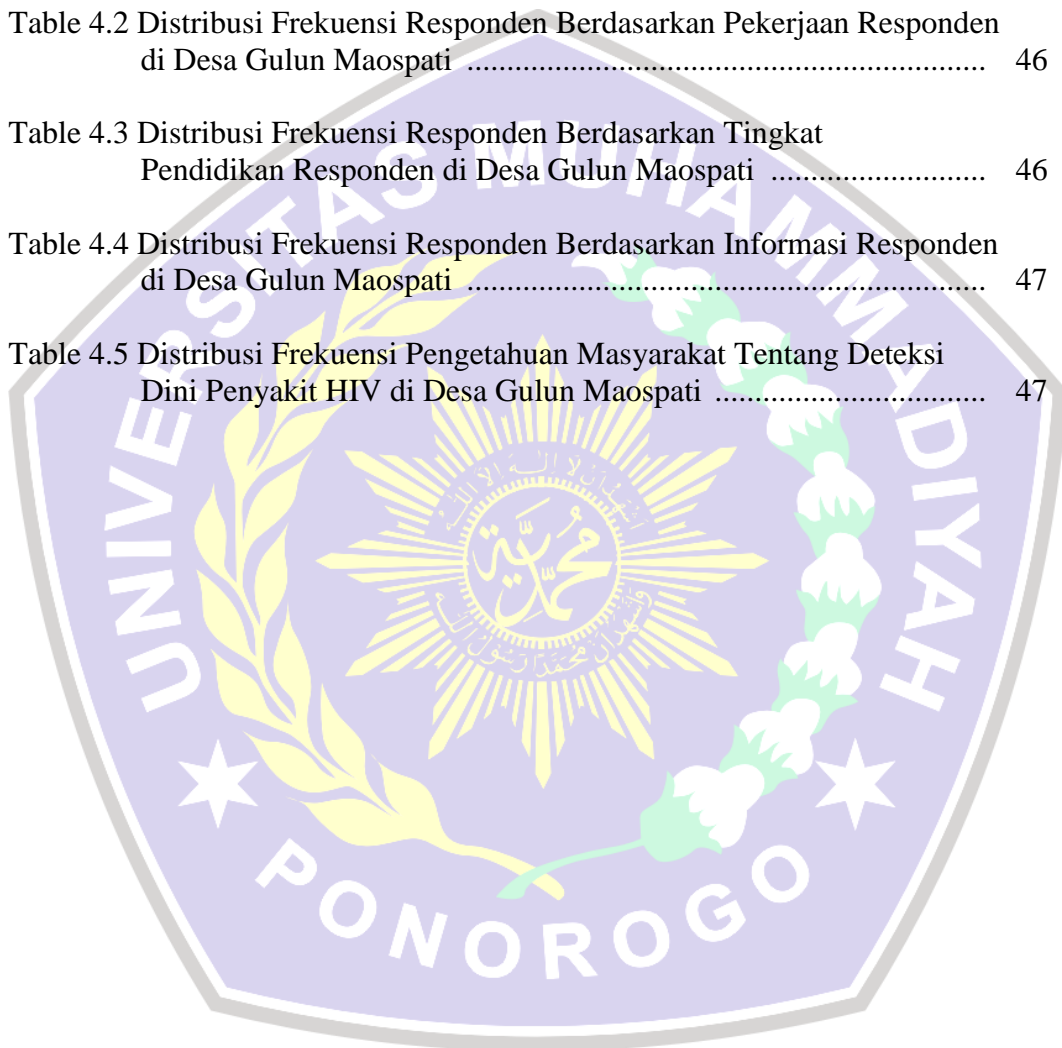 Table 4.2 Distribusi Frekuensi Responden Berdasarkan Pekerjaan Responden
di Desa Gulun Maospati ............................................................... 46
Table 4.3 Distribusi Frekuensi Responden Berdasarkan Tingkat
Pendidikan Responden di Desa Gulun Maospati .......................... 46
Table 4.4 Distribusi Frekuensi Responden Berdasarkan Informasi Responden
di Desa Gulun Maospati ............................................................... 47
Table 4.5 Distribusi Frekuensi Pengetahuan Masyarakat Tentang Deteksi
Dini Penyakit HIV di Desa Gulun Maospati ................................. 47
UNIVERSITAS MUHAMMADIYAH
PONOROGO
محمدية